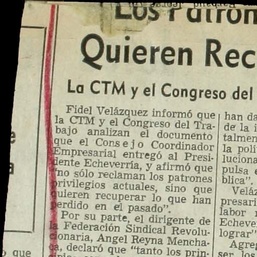 Los Patron
Quieren Rec
La CTM y el Congreso del
Fidel Velázquez informó que
la CTM y el Congreso del Tra-
bajo analizan el documento
que el Consejo Coordinador
Empresarial entregó al Presi-
dente Echeverría, y afirmó que
"no sólo reclaman los patrones
privilegios actuales, sino que
quieren recuperar lo que han
perdido en el pasado".
Por su parte, el dirigente de
la Federación Sindical Revolu-
cionaria, Angel Reyna Mencha-
ca, declaró que "tanto los prin-
han da
de la i
talmen
la polí
lucion
pulsa e
blica".
Veláz
presari
labor n
Echeve
lograr"
Agreg
ser los